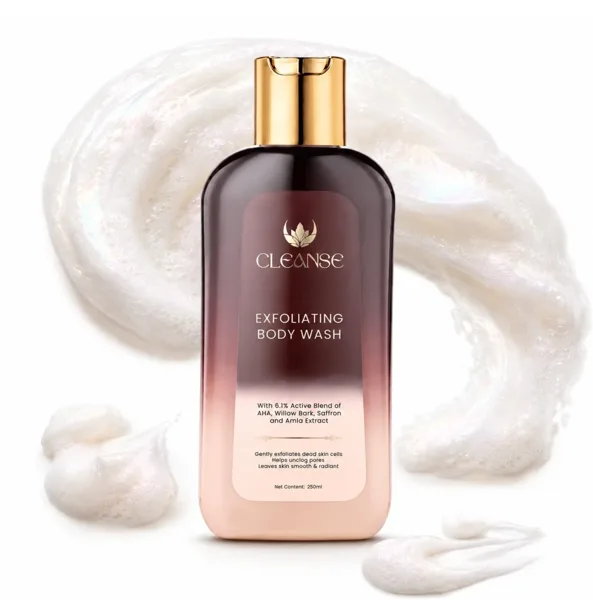 CLEANSE
EXFOLIATING
BODY WASH
With 6.1% Active Blend of
AHA, Willow Bark, Saffron
and Amla Extract
Gently exfoliates dead skin cells
Helps unclog pores
Leaves skin smooth & radiant
Net Content: 250ml